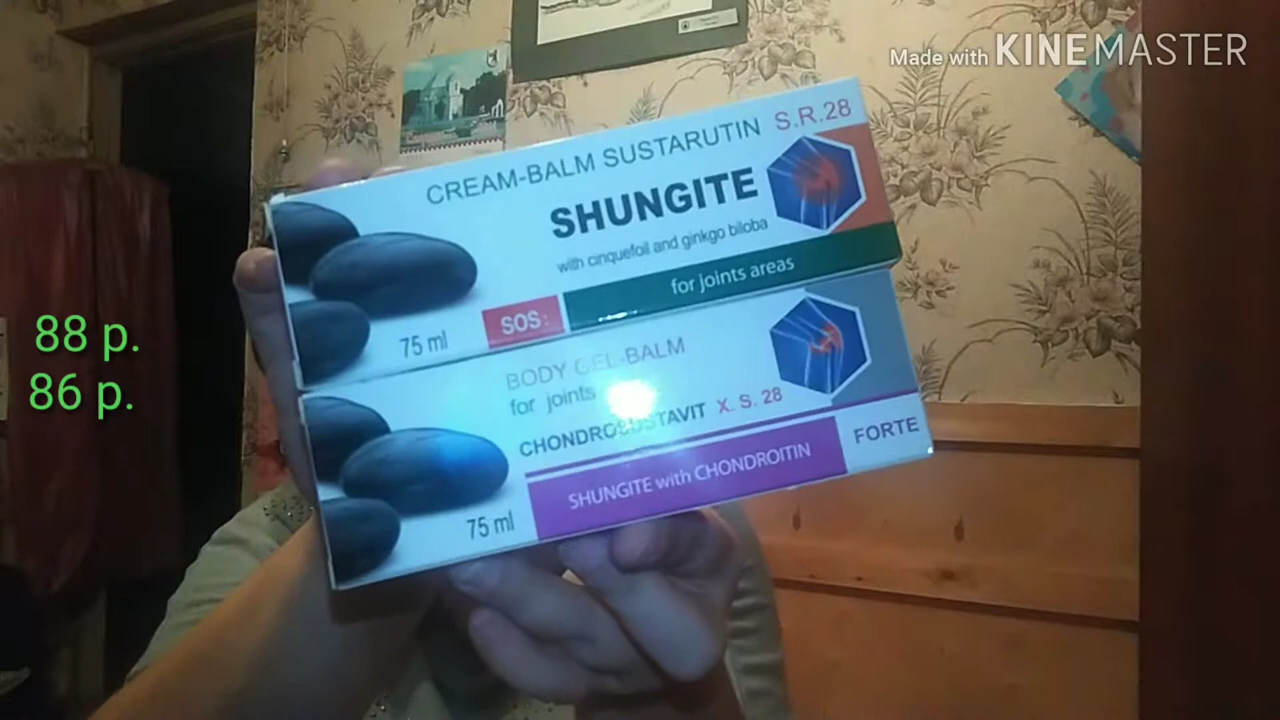 Made with KINEMASTER
CREAM-BALM SUSTARUTIN S.R.28
SHUNGITE
with cinquefoil and ginkgo biloba
for joints areas
SOS:
75 ml
BODY GEL-BALM
for joints
CHONDROSUSTAVIT X. S. 28
FORTE
SHUNGITE with CHONDROITIN
75 ml
88 р.
86 р.